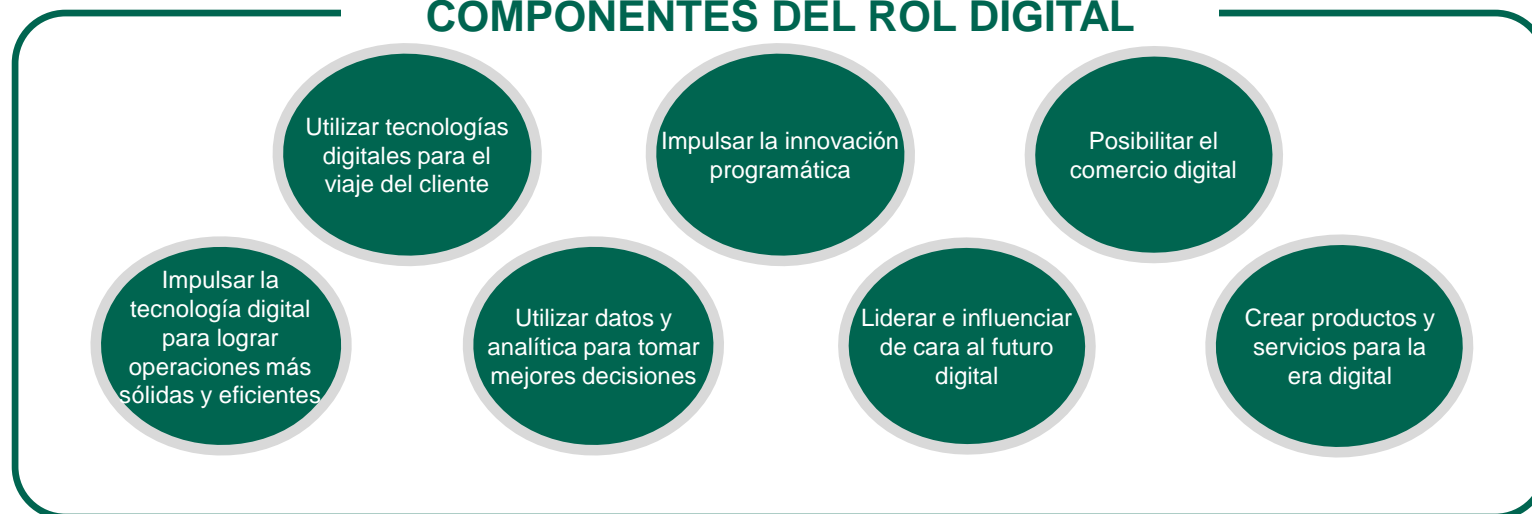 COMPONENTES DEL ROL DIGITAL
Utilizar tecnologías
digitales para el
viaje del cliente
Impulsar la innovación
programática
Posibilitar el
comercio digital
Impulsar la
tecnología digital
para lograr
operaciones más
sólidas y eficientes
Utilizar datos y
analítica para tomar
mejores decisiones
Liderar e influenciar
de cara al futuro
digital
Crear productos y
servicios para la
era digital